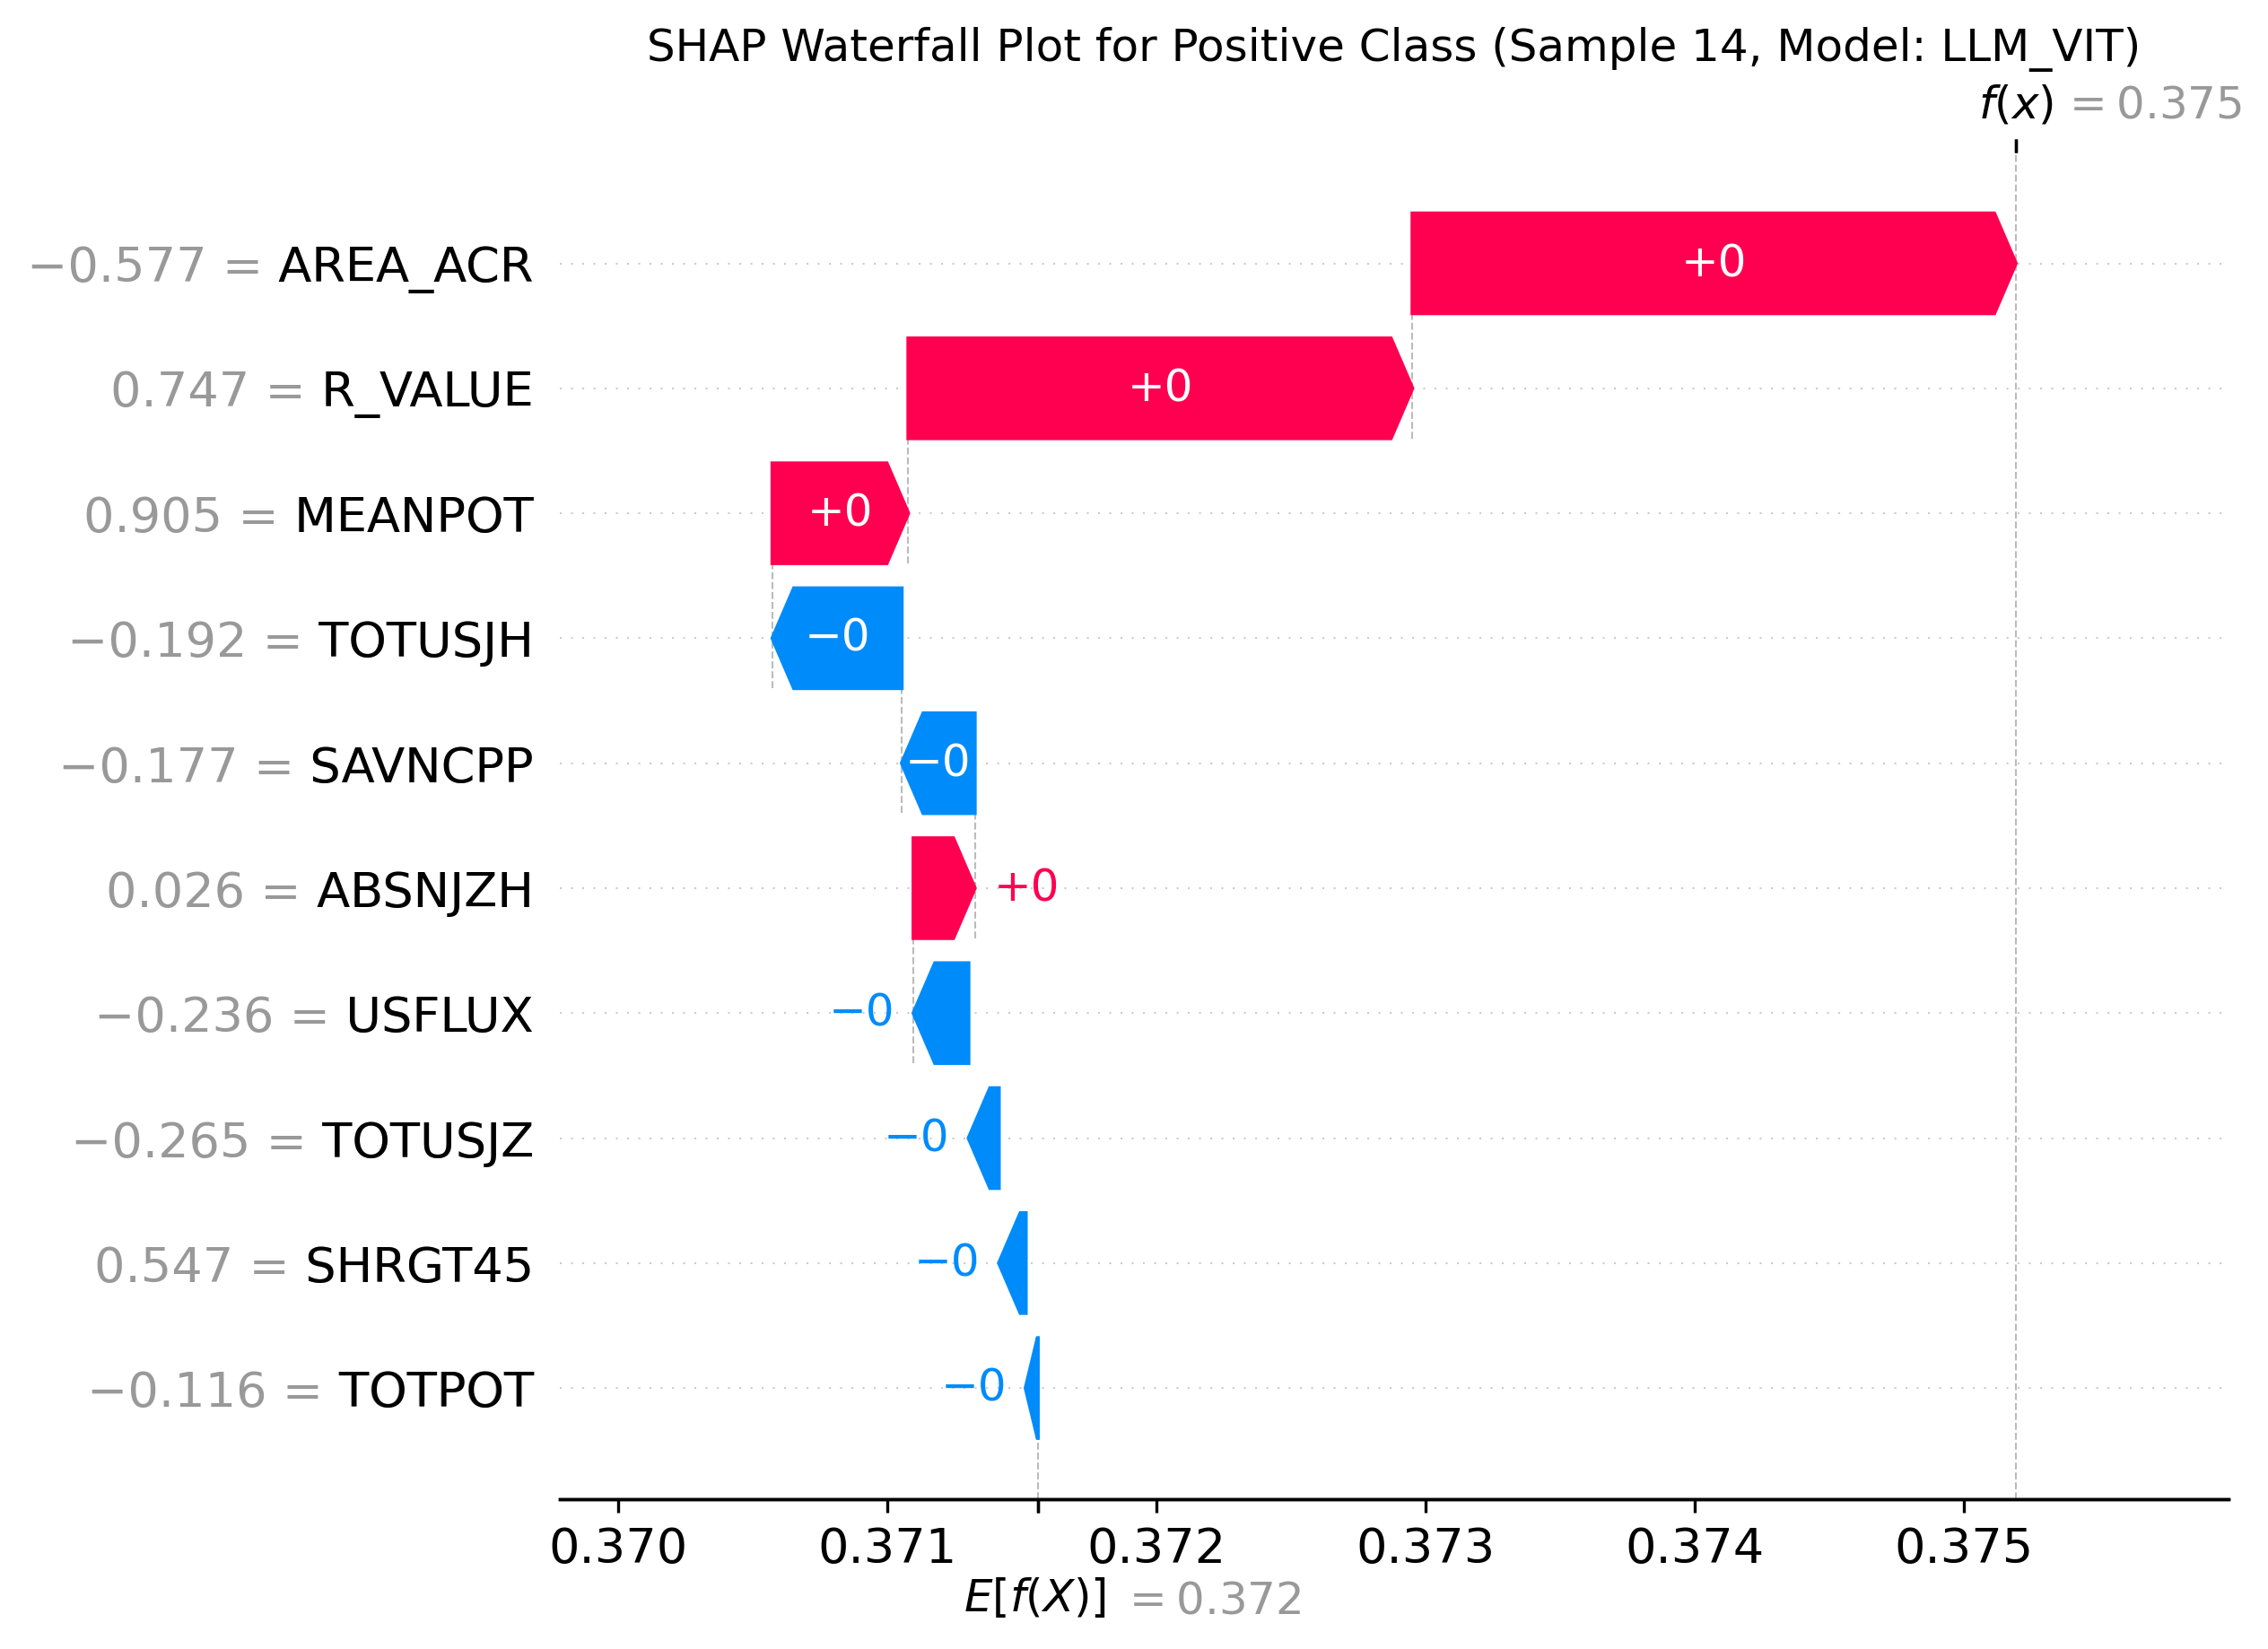 SHAP Waterfall Plot for Positive Class (Sample 14, Model: LLM_VIT)
f(x) = 0.375
−0.577 = AREA_ACR +0
0.747 = R_VALUE +0
0.905 = MEANPOT +0
−0.192 = TOTUSJH −0
−0.177 = SAVNCPP −0
0.026 = ABSNJZH +0
−0.236 = USFLUX −0
−0.265 = TOTUSJZ −0
0.547 = SHRGT45 −0
−0.116 = TOTPOT −0
0.370 0.371 0.372 0.373 0.374 0.375
E[f(X)] = 0.372